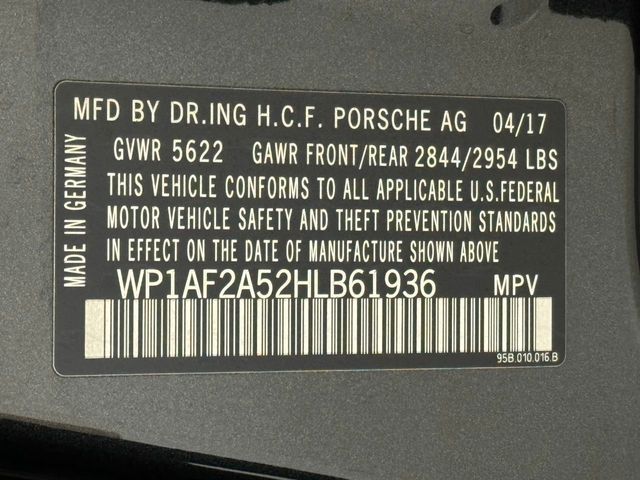 MFD BY DR.ING H.C.F. PORSCHE AG 04/17
GVWR 5622 GAWR FRONT/REAR 2844/2954 LBS
THIS VEHICLE CONFORMS TO ALL APPLICABLE U.S.FEDERAL
MOTOR VEHICLE SAFETY AND THEFT PREVENTION STANDARDS
IN EFFECT ON THE DATE OF MANUFACTURE SHOWN ABOVE
WP1AF2A52HLB61936 MPV
95B.010.016.B
MADE IN GERMANY